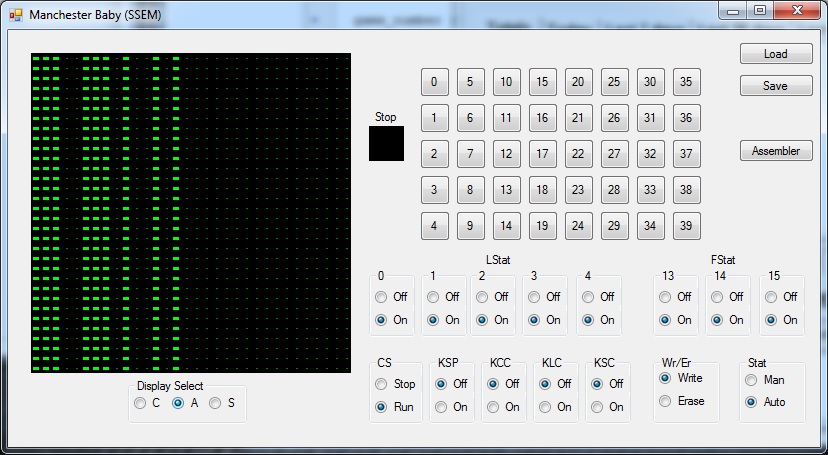 Manchester Baby (SSEM)
Load
Save
Assembler
Stop
0 5 10 15 20 25 30 35
1 6 11 16 21 26 31 36
2 7 12 17 22 27 32 37
3 8 13 18 23 28 33 38
4 9 14 19 24 29 34 39
LStat FStat
0 1 2 3 4 13 14 15
Off Off Off Off Off Off Off Off
On On On On On On On On
CS KSP KCC KLC KSC Wr/Er Stat
Stop Off Off Off Off Write Man
Run On On On On Erase Auto
Display Select
C A S